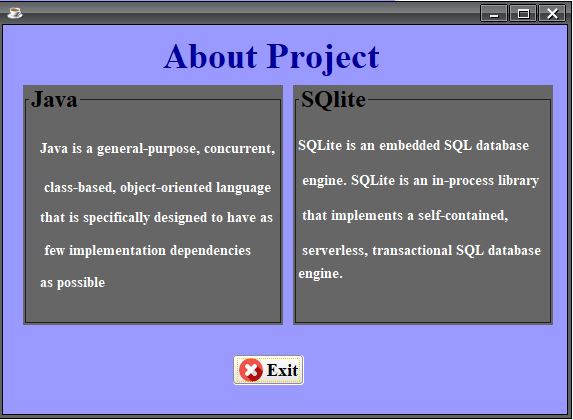 About Project
Java
Java is a general-purpose, concurrent,
class-based, object-oriented language
that is specifically designed to have as
few implementation dependencies
as possible
SQlite
SQLite is an embedded SQL database
engine. SQLite is an in-process library
that implements a self-contained,
serverless, transactional SQL database
engine.
Exit